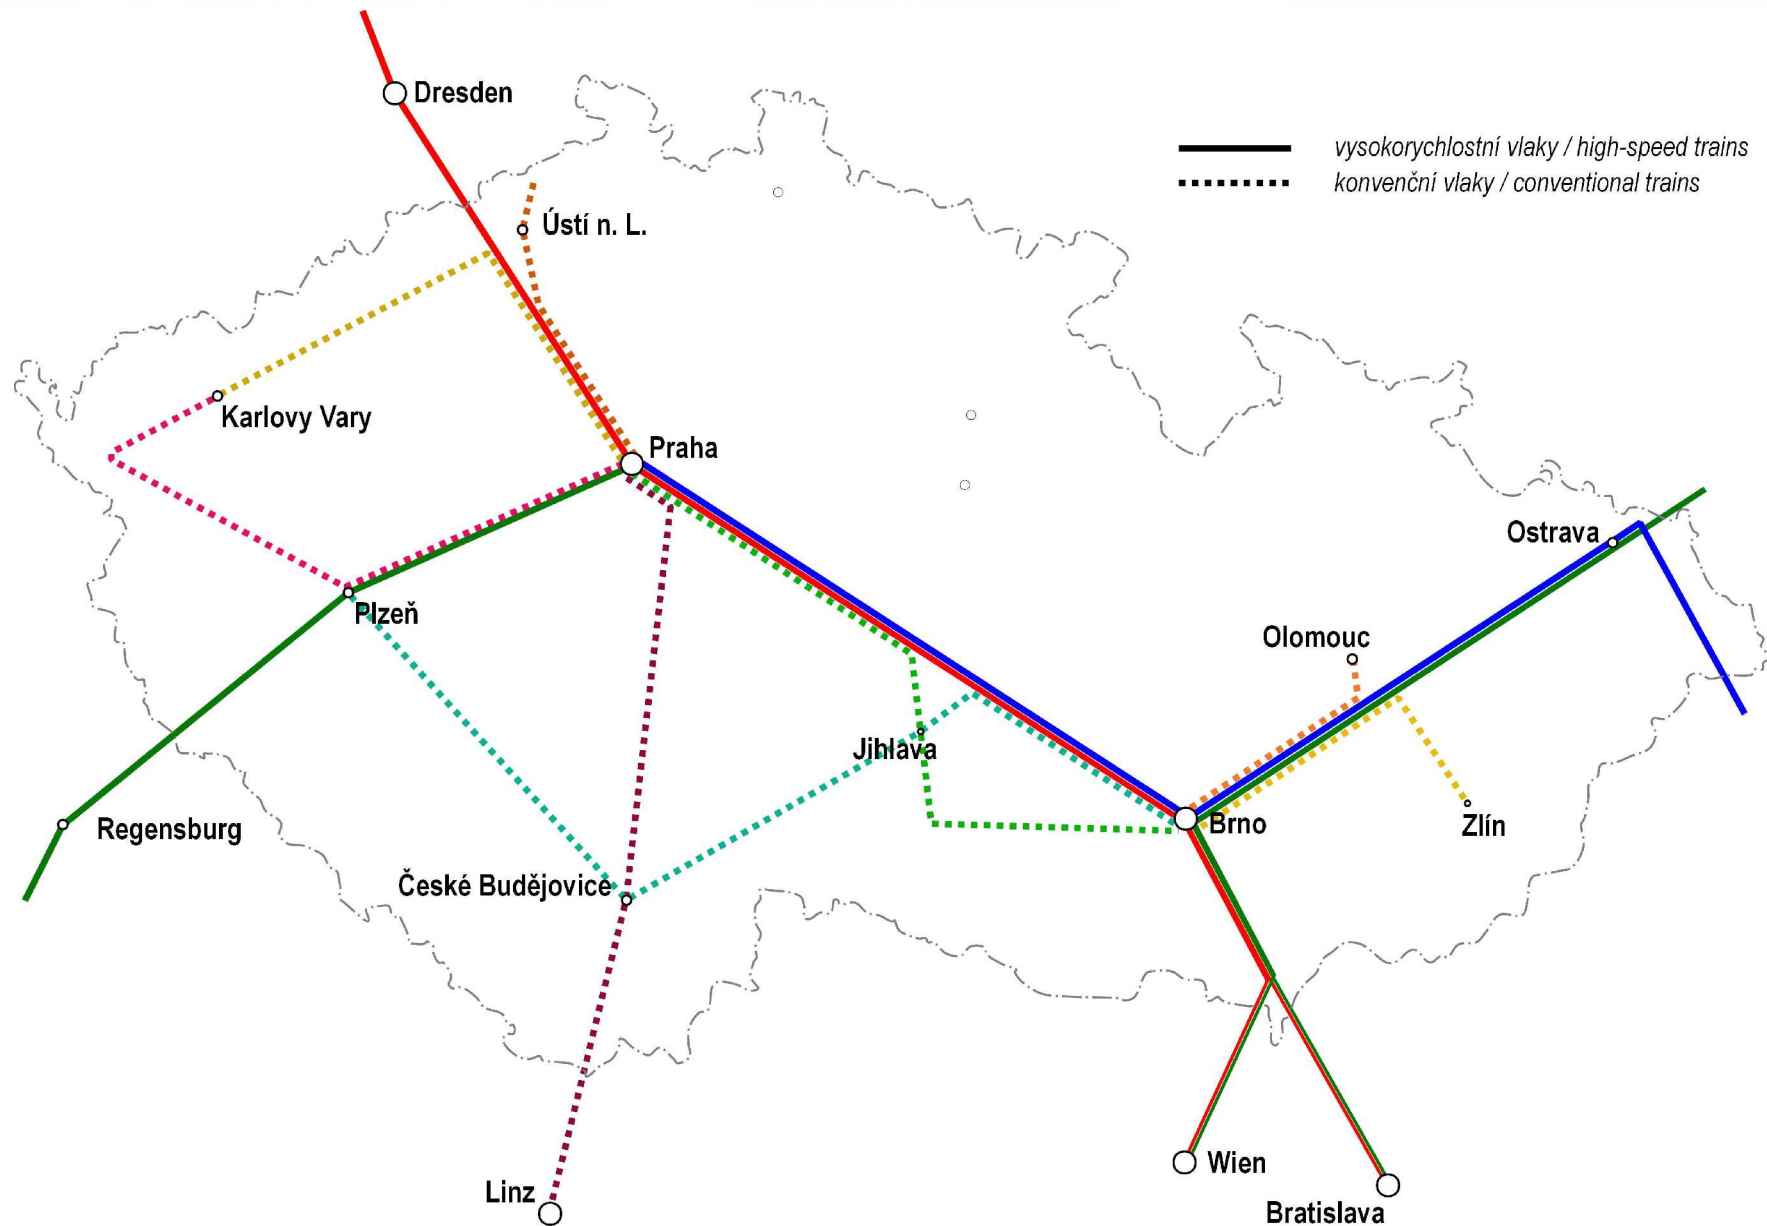 Dresden
vysokorychlostní vlaky / high-speed trains
konvenční vlaky / conventional trains
Ústí n. L.
Karlovy Vary
Praha
Ostrava
Plzeň
Olomouc
Jihlava
Regensburg
Brno
Zlín
České Budějovice
Wien
Linz
Bratislava